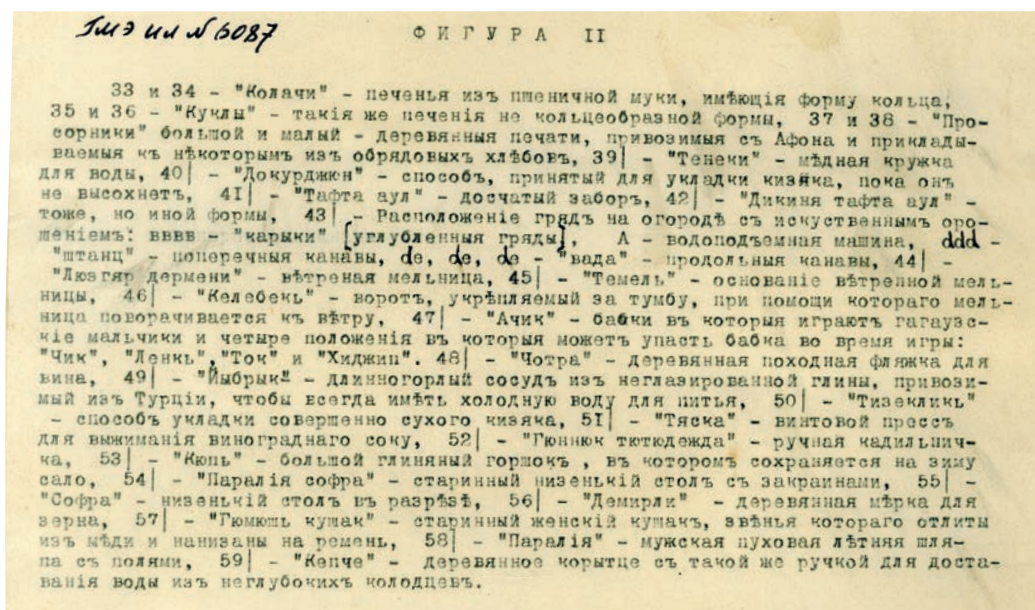 ГМЭ ИЛ № 6087
ФИГУРА II
33 и 34 - "Колачи" - печенья изъ пшеничной муки, имѣющія форму кольца,
35 и 36 - "Куклы" - такія же печенія не кольцеобразной формы, 37 и 38 - "Про-
сорники" большой и малый - деревянныя печати, привозимыя съ Афона и приклады-
ваемыя къ нѣкоторымъ изъ обрядовыхъ хлѣбовъ, 39| - "Тенеки" - мѣдная кружка
для воды, 40| - "Докурджюн" - способъ, принятый для укладки кизяка, пока онъ
не высохнетъ, 41| - "Тафта аул" - досчатый заборъ, 42| - "Дикиня тафта аул" -
тоже, но иной формы, 43| - Расположеніе грядъ на огородѣ съ искуственнымъ оро-
шеніемъ: вввв - "карыки" [углубленныя гряды], А - водоподъемная машина, ddd -
"штанц" - поперечныя канавы, de, de, de - "вада" - продольныя канавы, 44| -
"Люзгяр дермени" - вѣтреная мельница, 45| - "Темель" - основаніе вѣтренной мель-
ницы, 46| - "Келебекь" - воротъ, укрѣпляемый за тумбу, при помощи котораго мель-
ница поворачивается къ вѣтру, 47| - "Ачик" - бабки въ которыя играютъ гагаузс-
кіе мальчики и четыре положенія въ которыя можетъ упасть бабка во время игры:
"Чик", "Ленкь", "Ток" и "Хиджип". 48| - "Чотра" - деревянная походная фляжка для
вина, 49| - "Йыбрык" - длинногорлый сосудъ изъ неглазированной глины, привози-
мый изъ Турціи, чтобы всегда имѣть холодную воду для питья, 50| - "Тизекликь"
- способъ укладки совершенно сухого кизяка, 51| - "Тяска" - винтовой прессъ
для выжиманія винограднаго соку, 52| - "Гюннюк тютюдежда" - ручная кадильнич-
ка, 53| - "Кюпь" - большой глиняный горшокъ , въ которомъ сохраняется на зиму
сало, 54| - "Паралія софра" - старинный низенькій столъ съ закраинами, 55| -
"Софра" - низенькій столъ въ разрѣзѣ, 56| - "Демирли" - деревянная мѣрка для
зерна, 57| - "Гюмюшь кушак" - старинный женскій кушакъ, звѣнья котораго отлиты
изъ мѣди и нанизаны на ремень, 58| - "Паралія" - мужская пуховая лѣтняя шля-
па съ полями, 59| - "Кепче" - деревянное корытце съ такой же ручкой для доста-
ванія воды изъ неглубокихъ колодцевъ.